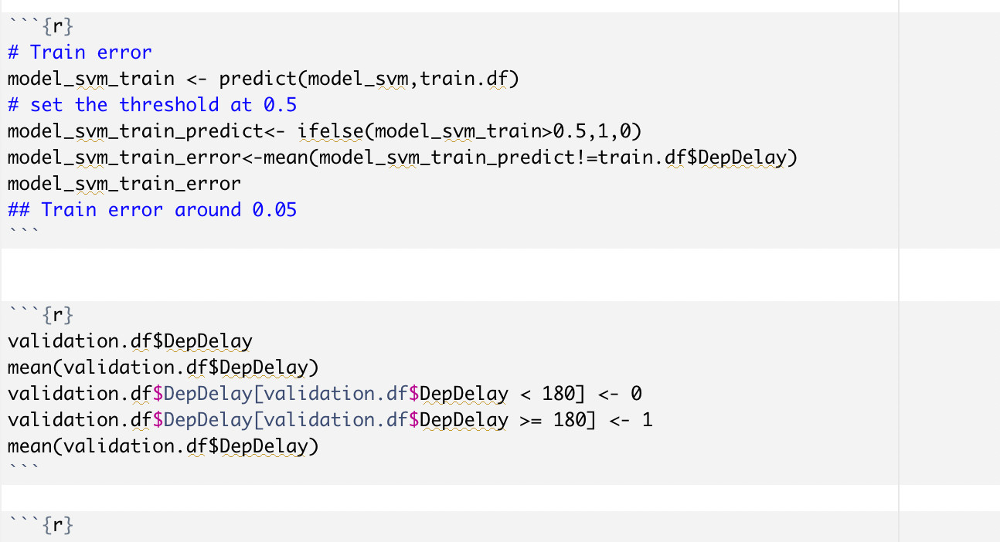 ```{r}
# Train error
model_svm_train <- predict(model_svm,train.df)
# set the threshold at 0.5
model_svm_train_predict<- ifelse(model_svm_train>0.5,1,0)
model_svm_train_error<-mean(model_svm_train_predict!=train.df$DepDelay)
model_svm_train_error
## Train error around 0.05
```
```{r}
validation.df$DepDelay
mean(validation.df$DepDelay)
validation.df$DepDelay[validation.df$DepDelay < 180] <- 0
validation.df$DepDelay[validation.df$DepDelay >= 180] <- 1
mean(validation.df$DepDelay)
```
```{r}